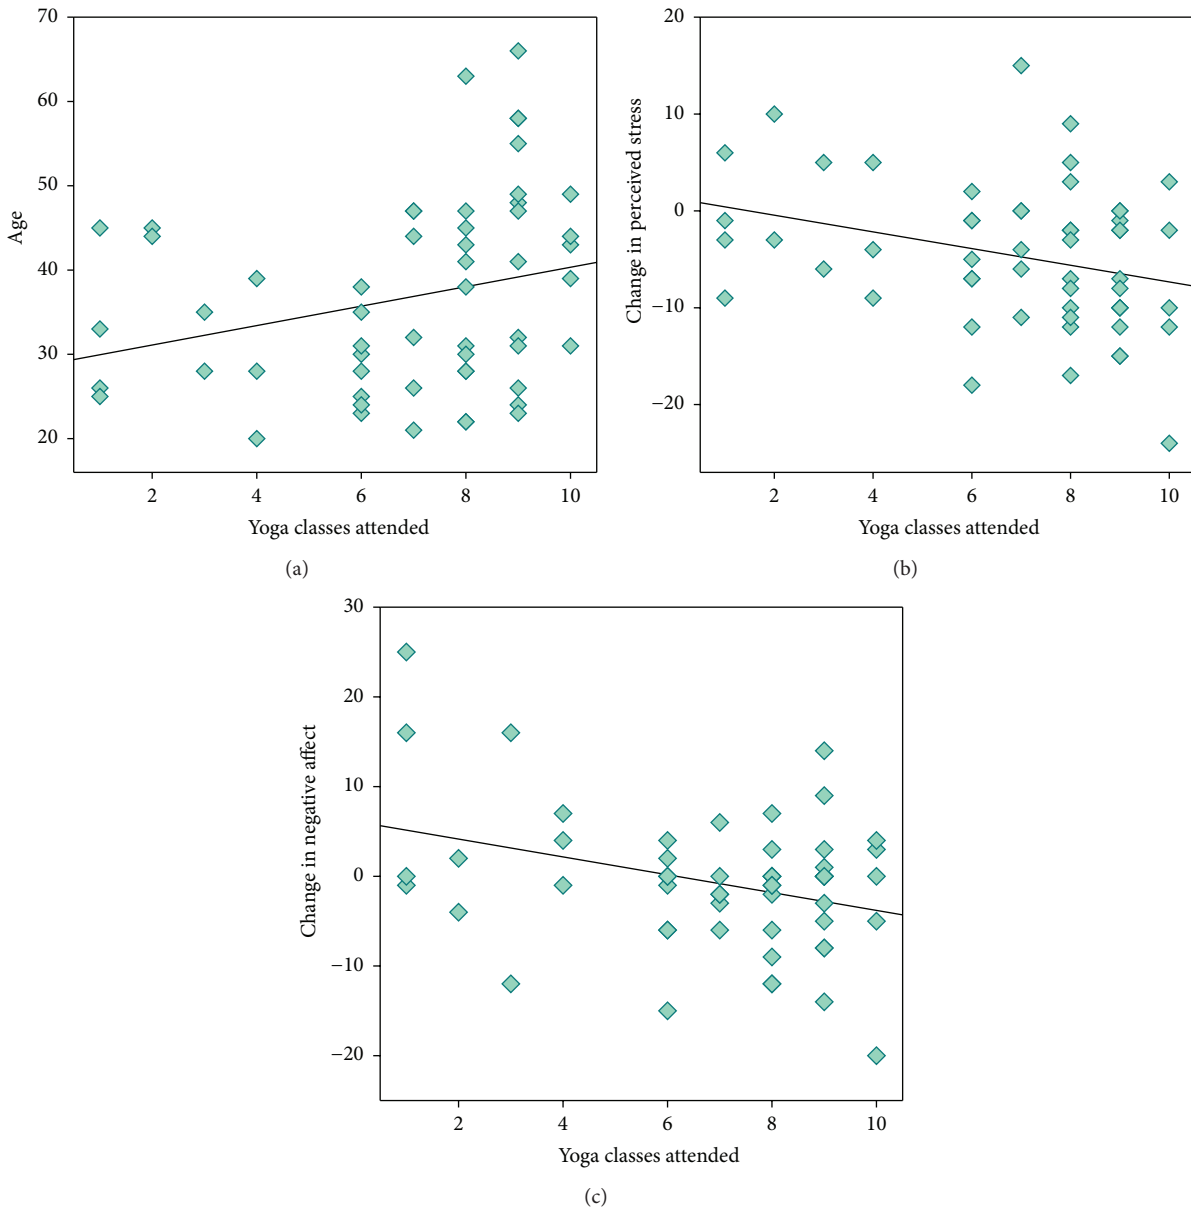 70
60
50
40
30
20
Age
2 4 6 8 10
Yoga classes attended
(a)
20
10
0
−10
−20
Change in perceived stress
2 4 6 8 10
Yoga classes attended
(b)
30
20
10
0
−10
−20
Change in negative affect
2 4 6 8 10
Yoga classes attended
(c)